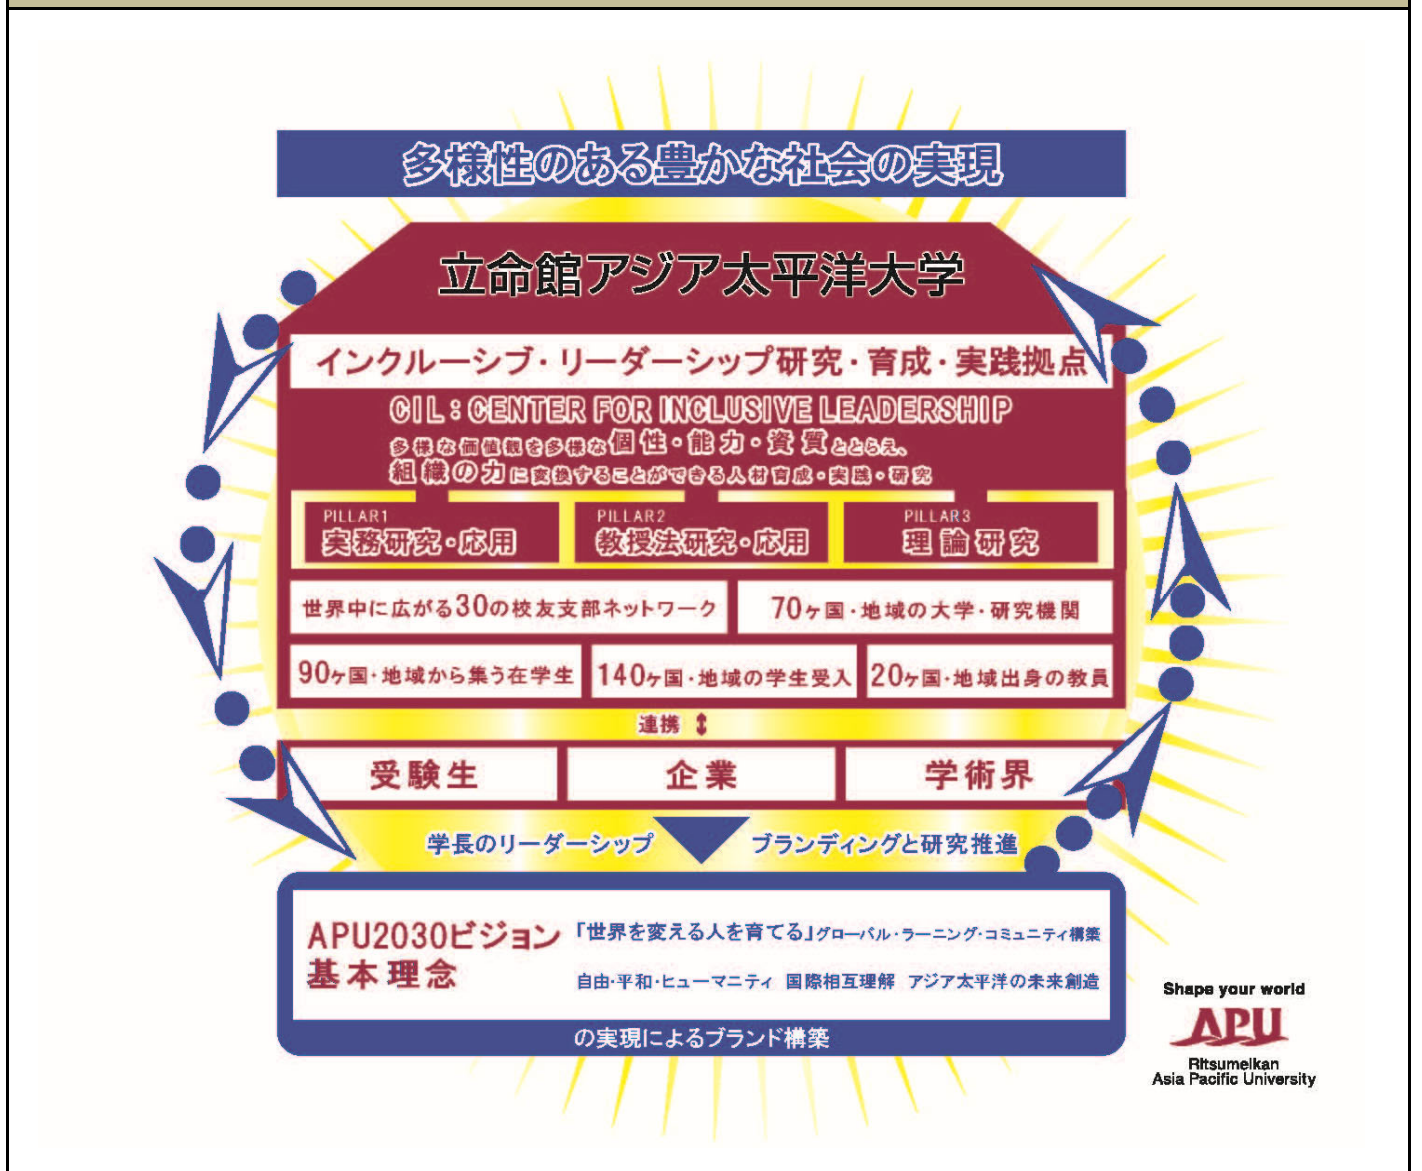 多様性のある豊かな社会の実現
立命館アジア太平洋大学
インクルーシブ・リーダーシップ研究・育成・実践拠点
CIL:CENTER FOR INCLUSIVE LEADERSHIP
多様な価値観を多様な個性・能力・資質ととらえ、
組織の力に変換することができる人材育成・実践・研究
PILLAR1
実務研究・応用
PILLAR2
教授法研究・応用
PILLAR3
理論研究
世界中に広がる30の校友支部ネットワーク
70ヶ国・地域の大学・研究機関
90ヶ国・地域から集う在学生
140ヶ国・地域の学生受入
20ヶ国・地域出身の教員
連携
受験生
企業
学術界
学長のリーダーシップ
ブランディングと研究推進
APU2030ビジョン
「世界を変える人を育てる」グローバル・ラーニング・コミュニティ構築
基本理念
自由・平和・ヒューマニティ 国際相互理解 アジア太平洋の未来創造
の実現によるブランド構築
Shape your world
APU
Ritsumeikan
Asia Pacific University